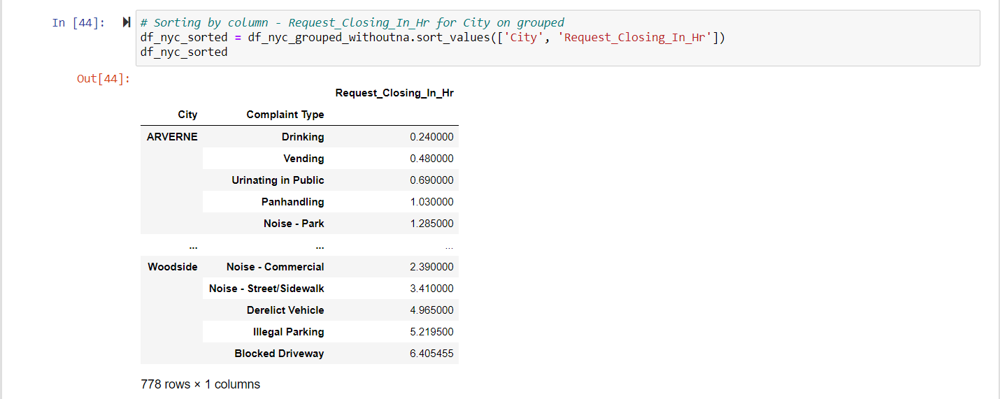 In [44]:
# Sorting by column - Request_Closing_In_Hr for City on grouped
df_nyc_sorted = df_nyc_grouped_withoutna.sort_values(['City', 'Request_Closing_In_Hr'])
df_nyc_sorted
Out[44]:
Request_Closing_In_Hr
City Complaint Type
ARVERNE Drinking 0.240000
Vending 0.480000
Urinating in Public 0.690000
Panhandling 1.030000
Noise - Park 1.285000
... ... ...
Woodside Noise - Commercial 2.390000
Noise - Street/Sidewalk 3.410000
Derelict Vehicle 4.965000
Illegal Parking 5.219500
Blocked Driveway 6.405455
778 rows × 1 columns